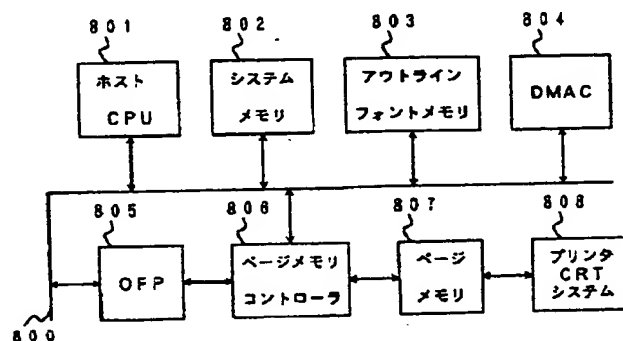 801
802
803
804
ホスト
CPU
システム
メモリ
アウトライン
フォントメモリ
DMAC
805
806
807
808
OFP
ページメモリ
コントローラ
ページ
メモリ
プリンタ
CRT
システム
800